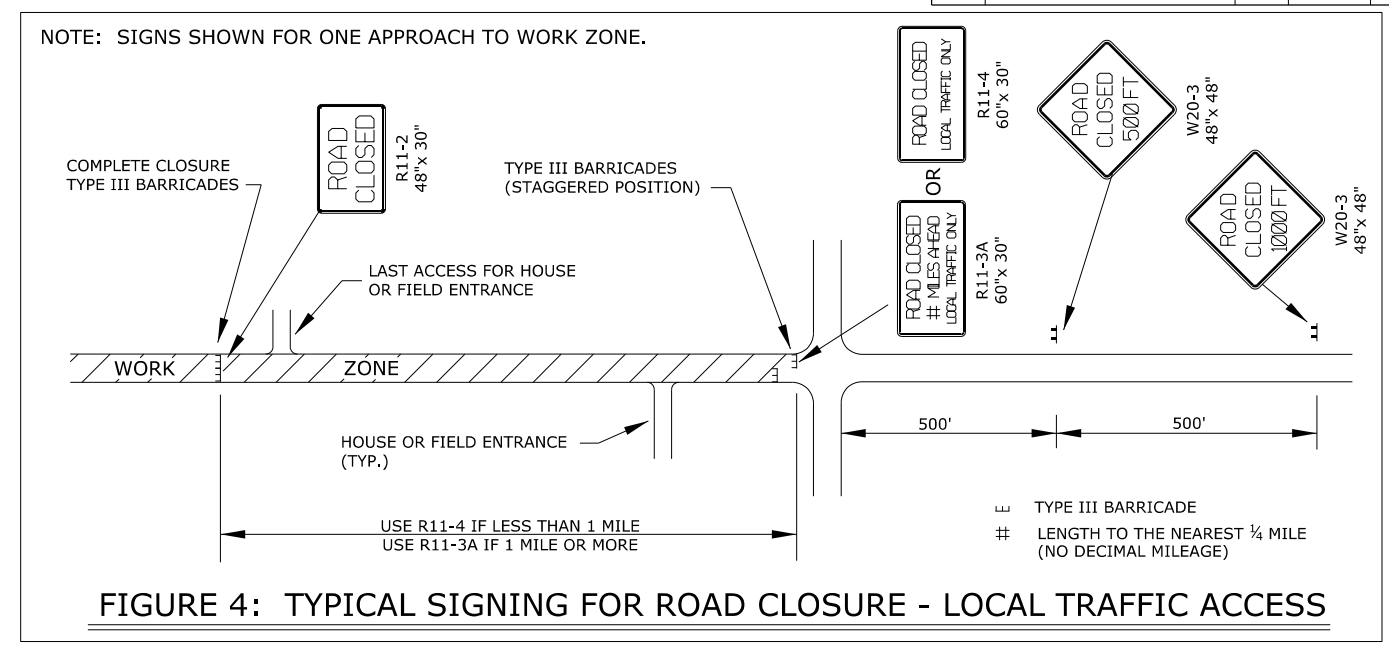 NOTE: SIGNS SHOWN FOR ONE APPROACH TO WORK ZONE.
COMPLETE CLOSURE
TYPE III BARRICADES
ROAD
CLOSED
R11-2
48"x 30"
TYPE III BARRICADES
(STAGGERED POSITION)
ROAD CLOSED
LOCAL TRAFFIC ONLY
R11-4
60"x 30"
OR
ROAD CLOSED
# MILES AHEAD
LOCAL TRAFFIC ONLY
R11-3A
60"x 30"
ROAD
CLOSED
500 FT
W20-3
48"x 48"
ROAD
CLOSED
1000 FT
W20-3
48"x 48"
LAST ACCESS FOR HOUSE
OR FIELD ENTRANCE
WORK ZONE
HOUSE OR FIELD ENTRANCE
(TYP.)
500'
500'
USE R11-4 IF LESS THAN 1 MILE
USE R11-3A IF 1 MILE OR MORE
TYPE III BARRICADE
# LENGTH TO THE NEAREST ¼ MILE
(NO DECIMAL MILEAGE)
FIGURE 4: TYPICAL SIGNING FOR ROAD CLOSURE - LOCAL TRAFFIC ACCESS